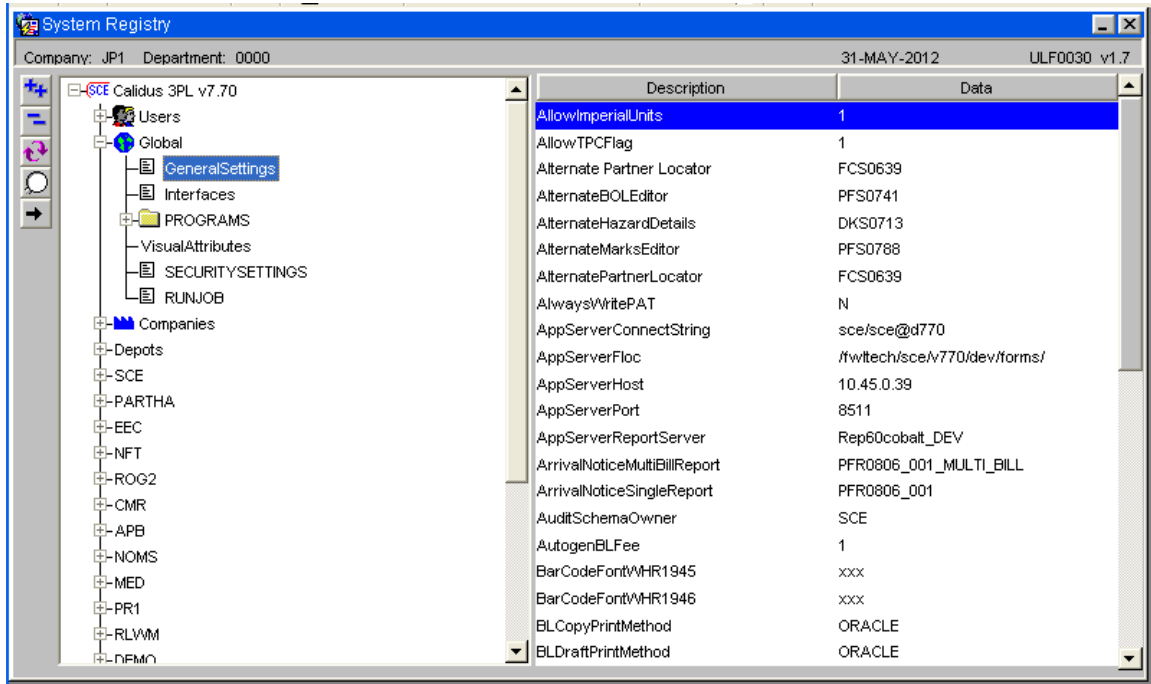 System Registry
Company: JP1 Department: 0000 31-MAY-2012 ULF0030 v1.7
SCE Calidus 3PL v7.70
Users
Global
GeneralSettings
Interfaces
PROGRAMS
VisualAttributes
SECURITYSETTINGS
RUNJOB
Companies
Depots
SCE
PARTHA
EEC
NFT
ROG2
CMR
APB
NOMS
MED
PR1
RLWM
DEMO
Description Data
AllowImperialUnits 1
AllowTPCFlag 1
Alternate Partner Locator FCS0639
AlternateBOLEditor PFS0741
AlternateHazardDetails DKS0713
AlternateMarksEditor PFS0788
AlternatePartnerLocator FCS0639
AlwaysWritePAT N
AppServerConnectString sce/sce@d770
AppServerFloc /fwltech/sce/v770/dev/forms/
AppServerHost 10.45.0.39
AppServerPort 8511
AppServerReportServer Rep60cobalt_DEV
ArrivalNoticeMultiBillReport PFR0806_001_MULTI_BILL
ArrivalNoticeSingleReport PFR0806_001
AuditSchemaOwner SCE
AutogenBLFee 1
BarCodeFontWHR1945 xxx
BarCodeFontWHR1946 xxx
BLCopyPrintMethod ORACLE
BLDraftPrintMethod ORACLE